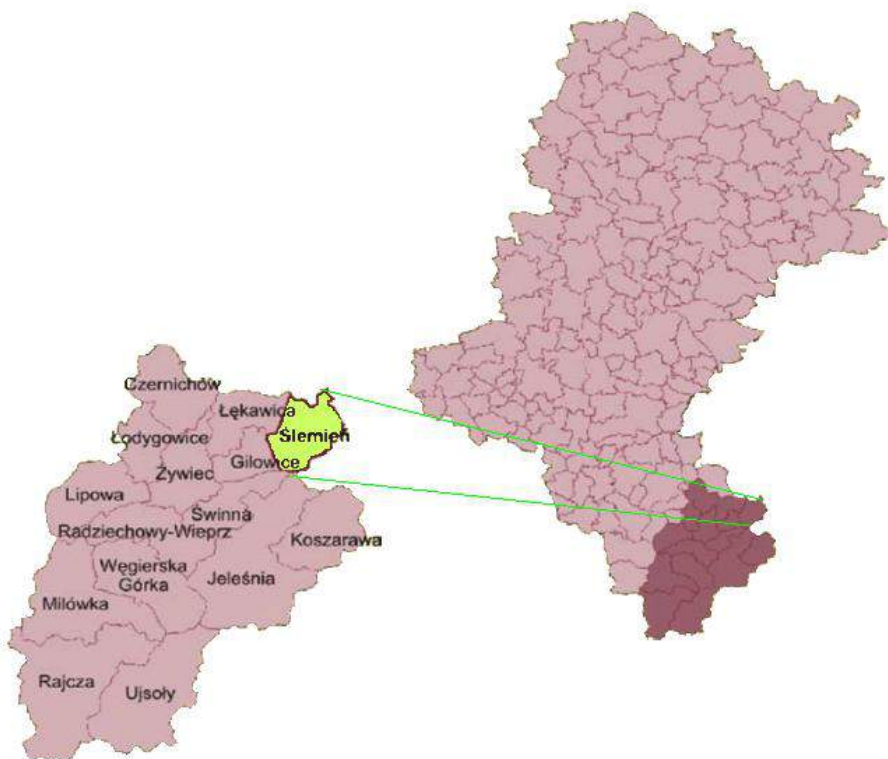 Czernichów
Łękawica
Łodygowice
Ślemień
Gilowice
Żywiec
Lipowa
Świnna
Radziechowy-Wieprz
Koszarawa
Węgierska
Górka
Jeleśnia
Milówka
Rajcza
Ujsoły